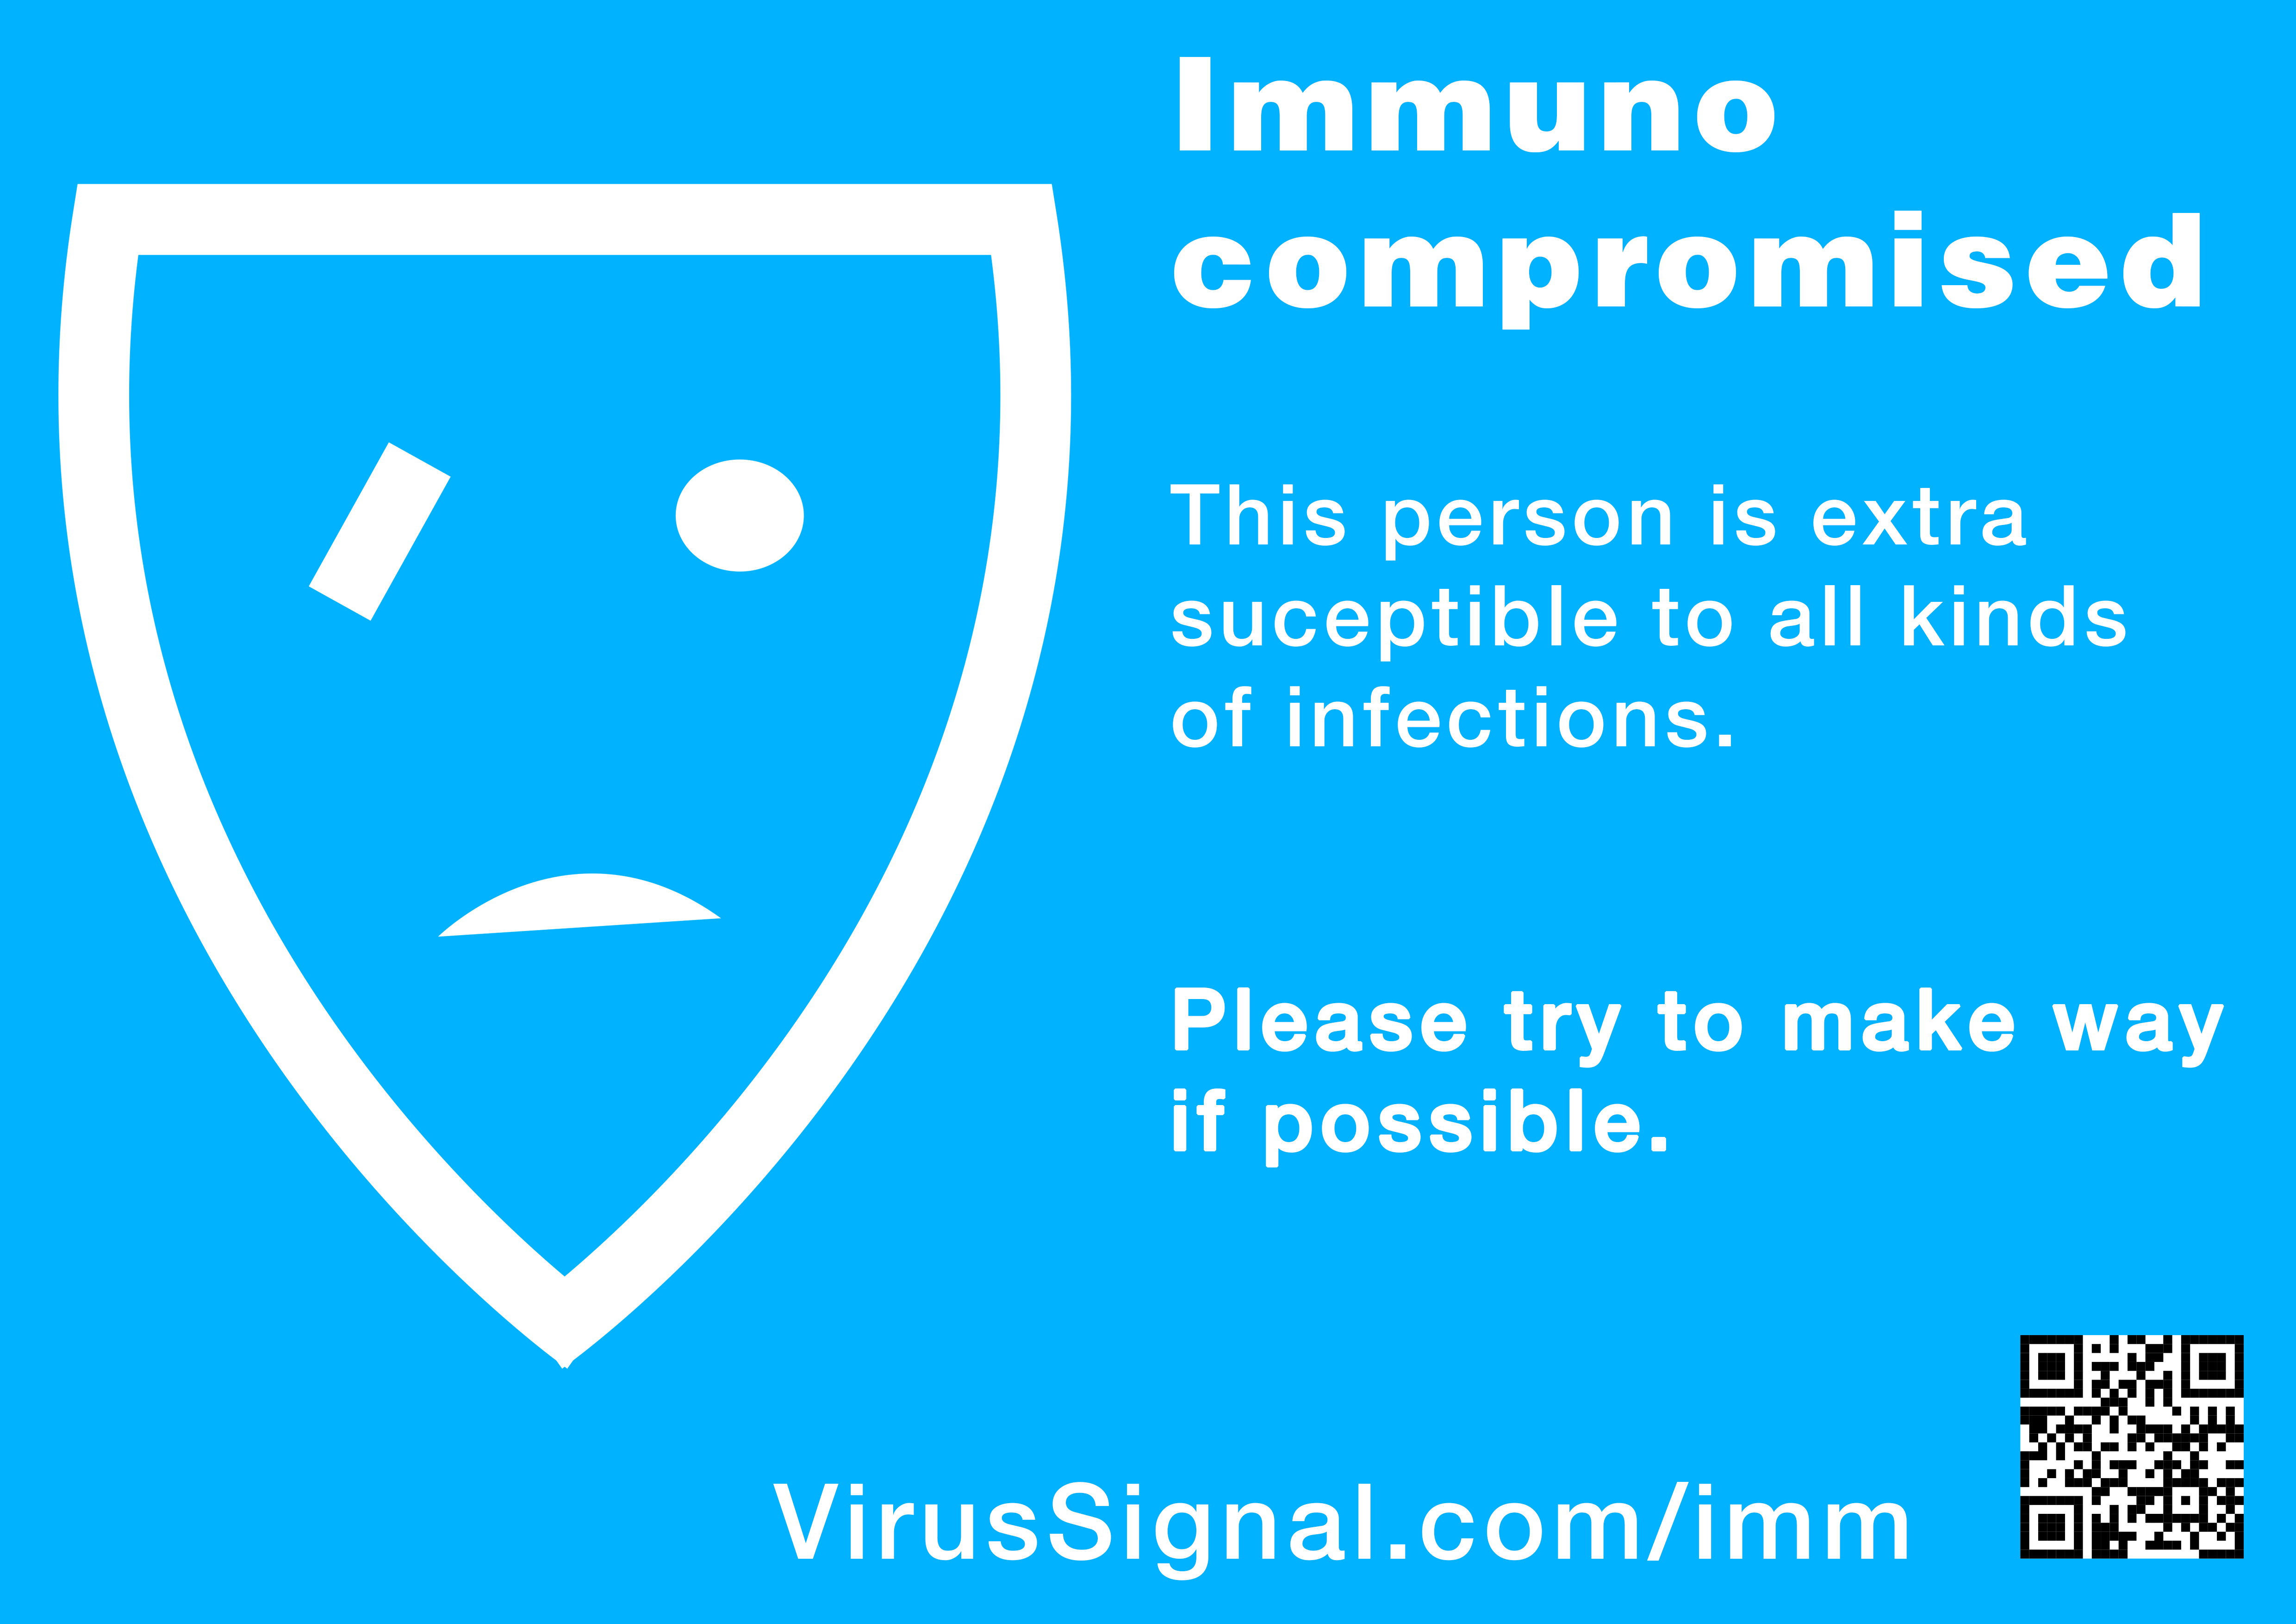 Immuno
compromised
This person is extra
suceptible to all kinds
of infections.
Please try to make way
if possible.
VirusSignal.com/imm